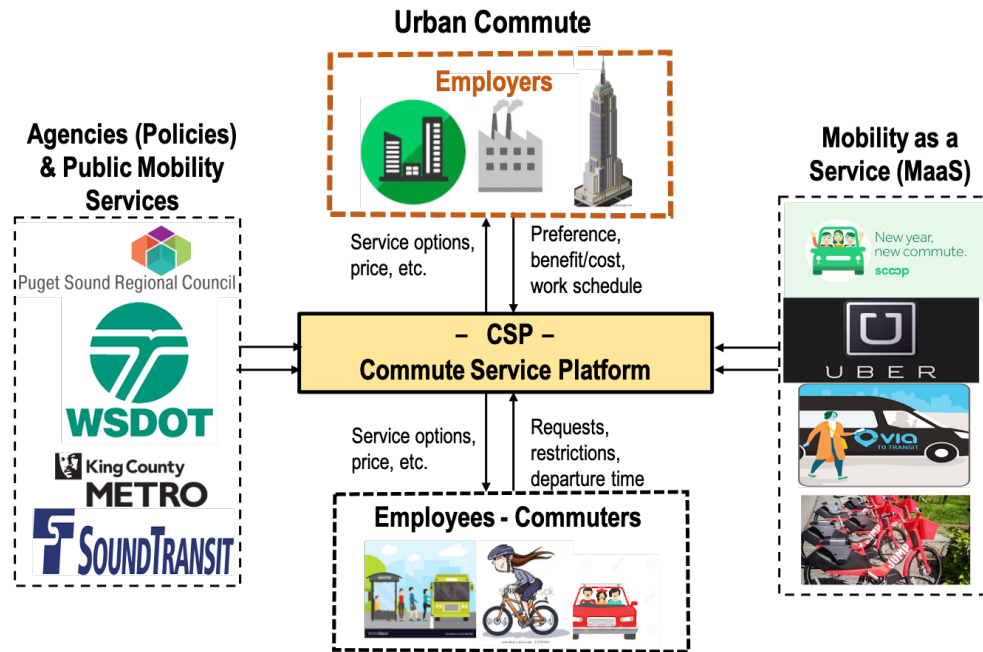 Urban Commute
Employers
Agencies (Policies)
& Public Mobility
Services
Puget Sound Regional Council
WSDOT
King County
METRO
SOUNDTRANSIT
Mobility as a
Service (MaaS)
New year,
new commute.
scoop
UBER
via
TO TRANSIT
JUMP
Service options,
price, etc.
Preference,
benefit/cost,
work schedule
– CSP –
Commute Service Platform
Service options,
price, etc.
Requests,
restrictions,
departure time
Employees - Commuters